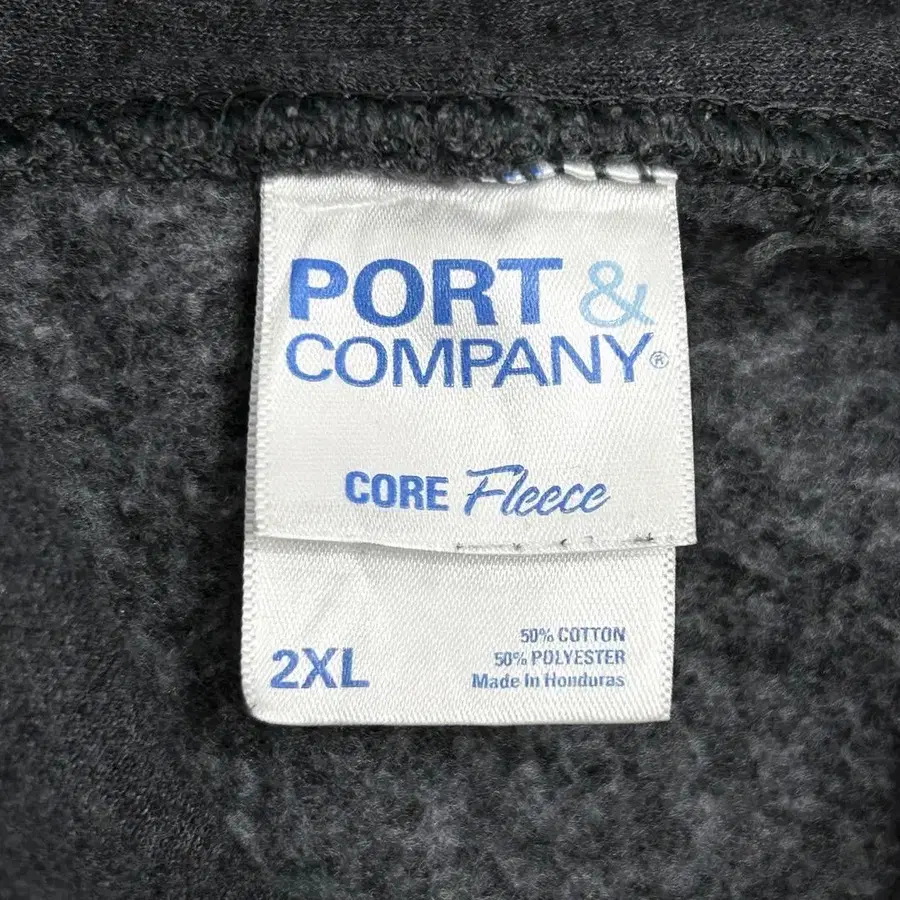 PORT &
COMPANY®
CORE Fleece
2XL
50% COTTON
50% POLYESTER
Made In Honduras